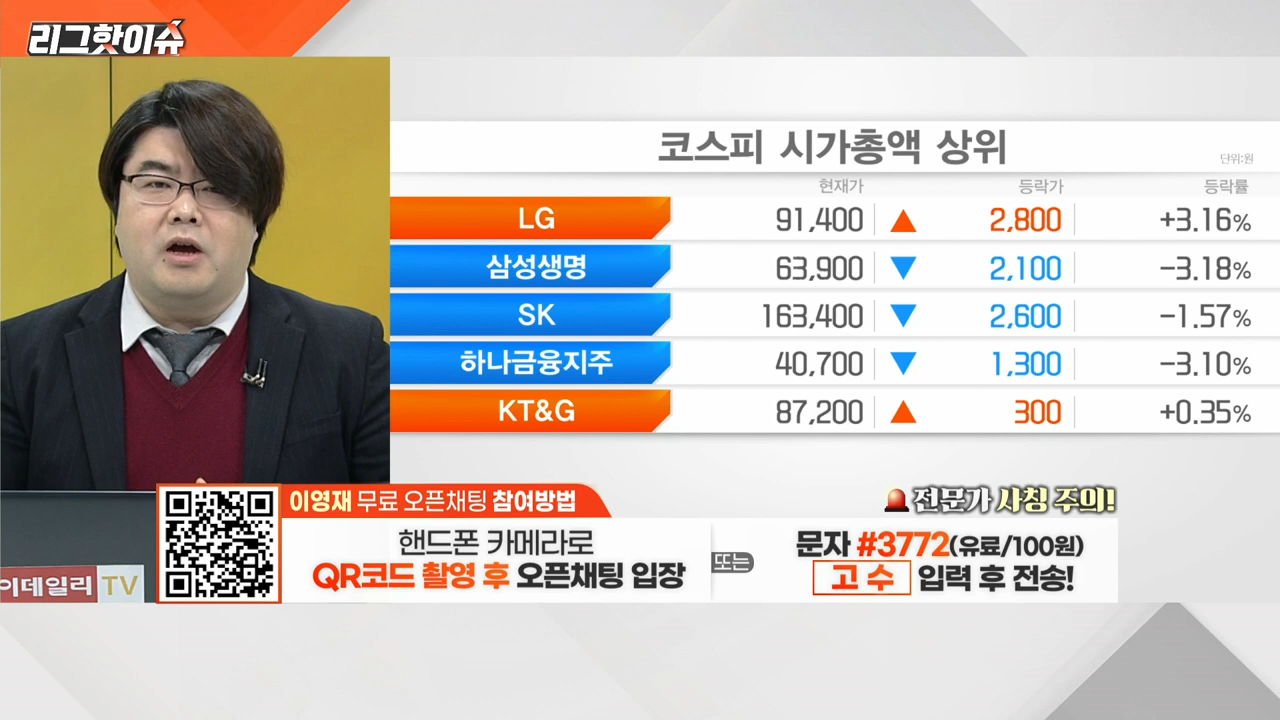 리그핫이슈
코스피 시가총액 상위
단위:원
현재가 등락가 등락률
LG 91,400 ▲ 2,800 +3.16%
삼성생명 63,900 ▼ 2,100 -3.18%
SK 163,400 ▼ 2,600 -1.57%
하나금융지주 40,700 ▼ 1,300 -3.10%
KT&G 87,200 ▲ 300 +0.35%
이영재 무료 오픈채팅 참여방법
핸드폰 카메라로
QR코드 촬영 후 오픈채팅 입장
또는
전문가 사칭 주의!
문자 #3772(유료/100원)
고수 입력 후 전송!
이데일리 TV